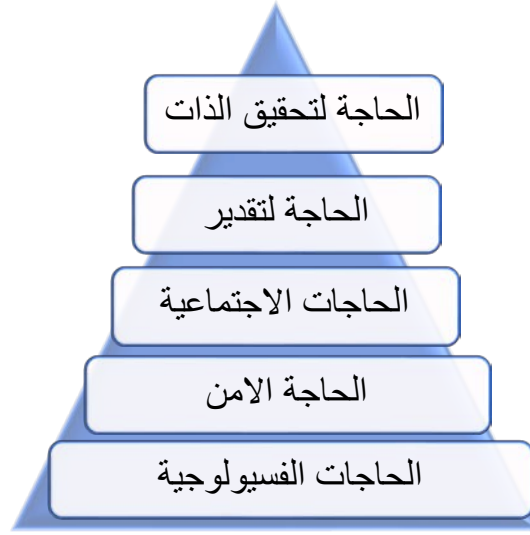 الحاجة لتحقيق الذات
الحاجة لتقدير
الحاجات الاجتماعية
الحاجة الامن
الحاجات الفسيولوجية